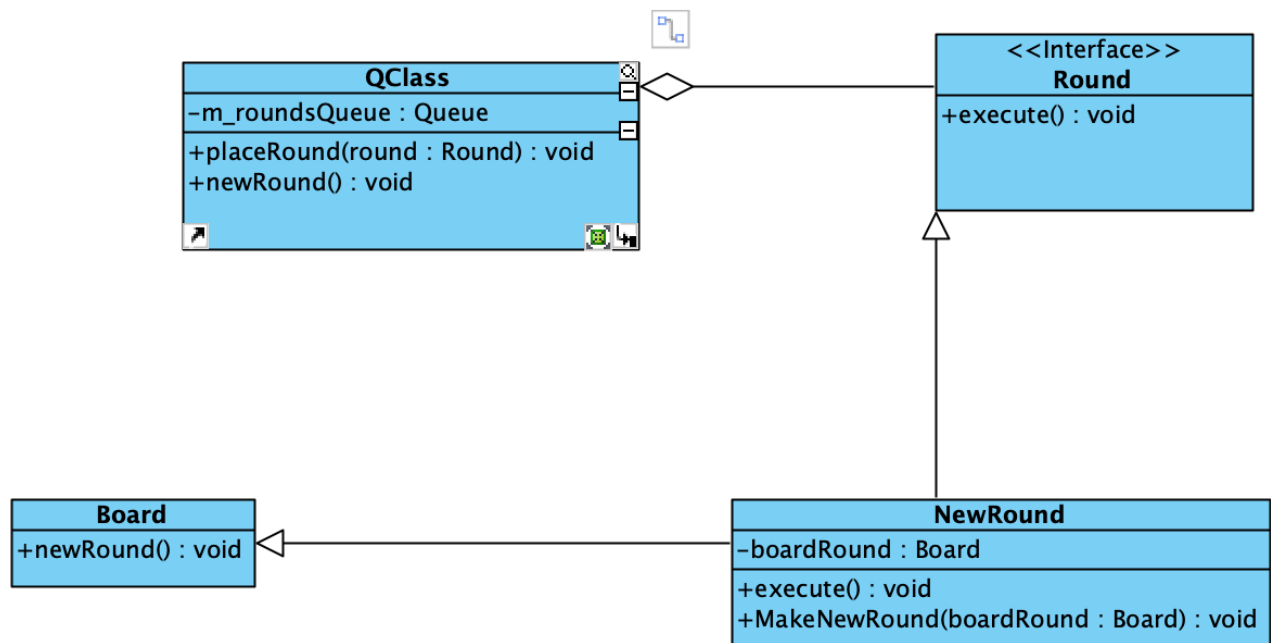 QClass
-m_roundsQueue : Queue
+placeRound(round : Round) : void
+newRound() : void
<<Interface>>
Round
+execute() : void
Board
+newRound() : void
NewRound
-boardRound : Board
+execute() : void
+MakeNewRound(boardRound : Board) : void